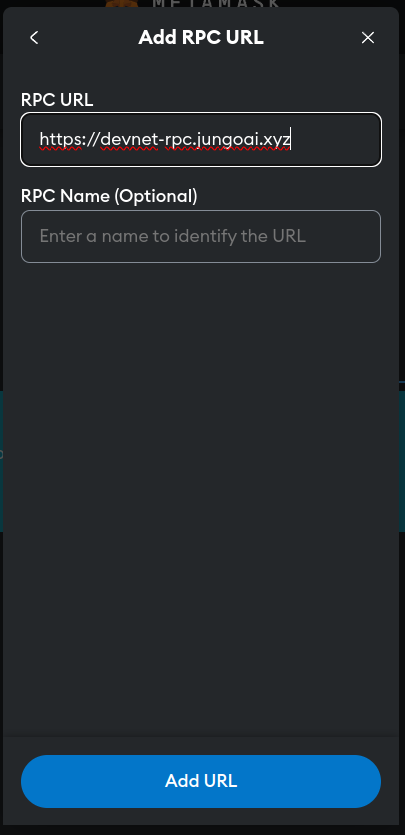 METAMASK
Add RPC URL
RPC URL
https://devnet-rpc.jungoai.xyz
RPC Name (Optional)
Enter a name to identify the URL
Add URL